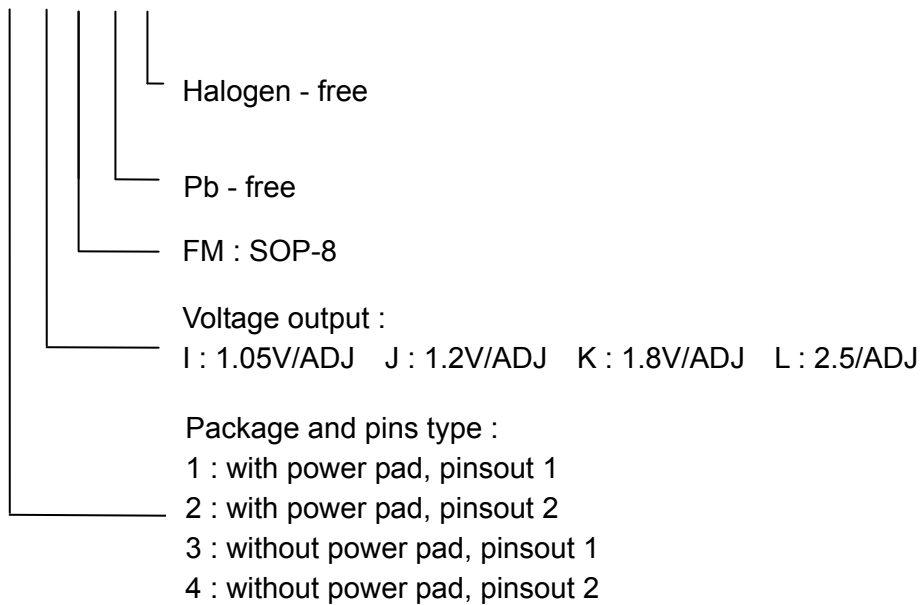 Halogen - free
Pb - free
FM : SOP-8
Voltage output :
I : 1.05V/ADJ J : 1.2V/ADJ K : 1.8V/ADJ L : 2.5/ADJ
Package and pins type :
1 : with power pad, pinsout 1
2 : with power pad, pinsout 2
3 : without power pad, pinsout 1
4 : without power pad, pinsout 2